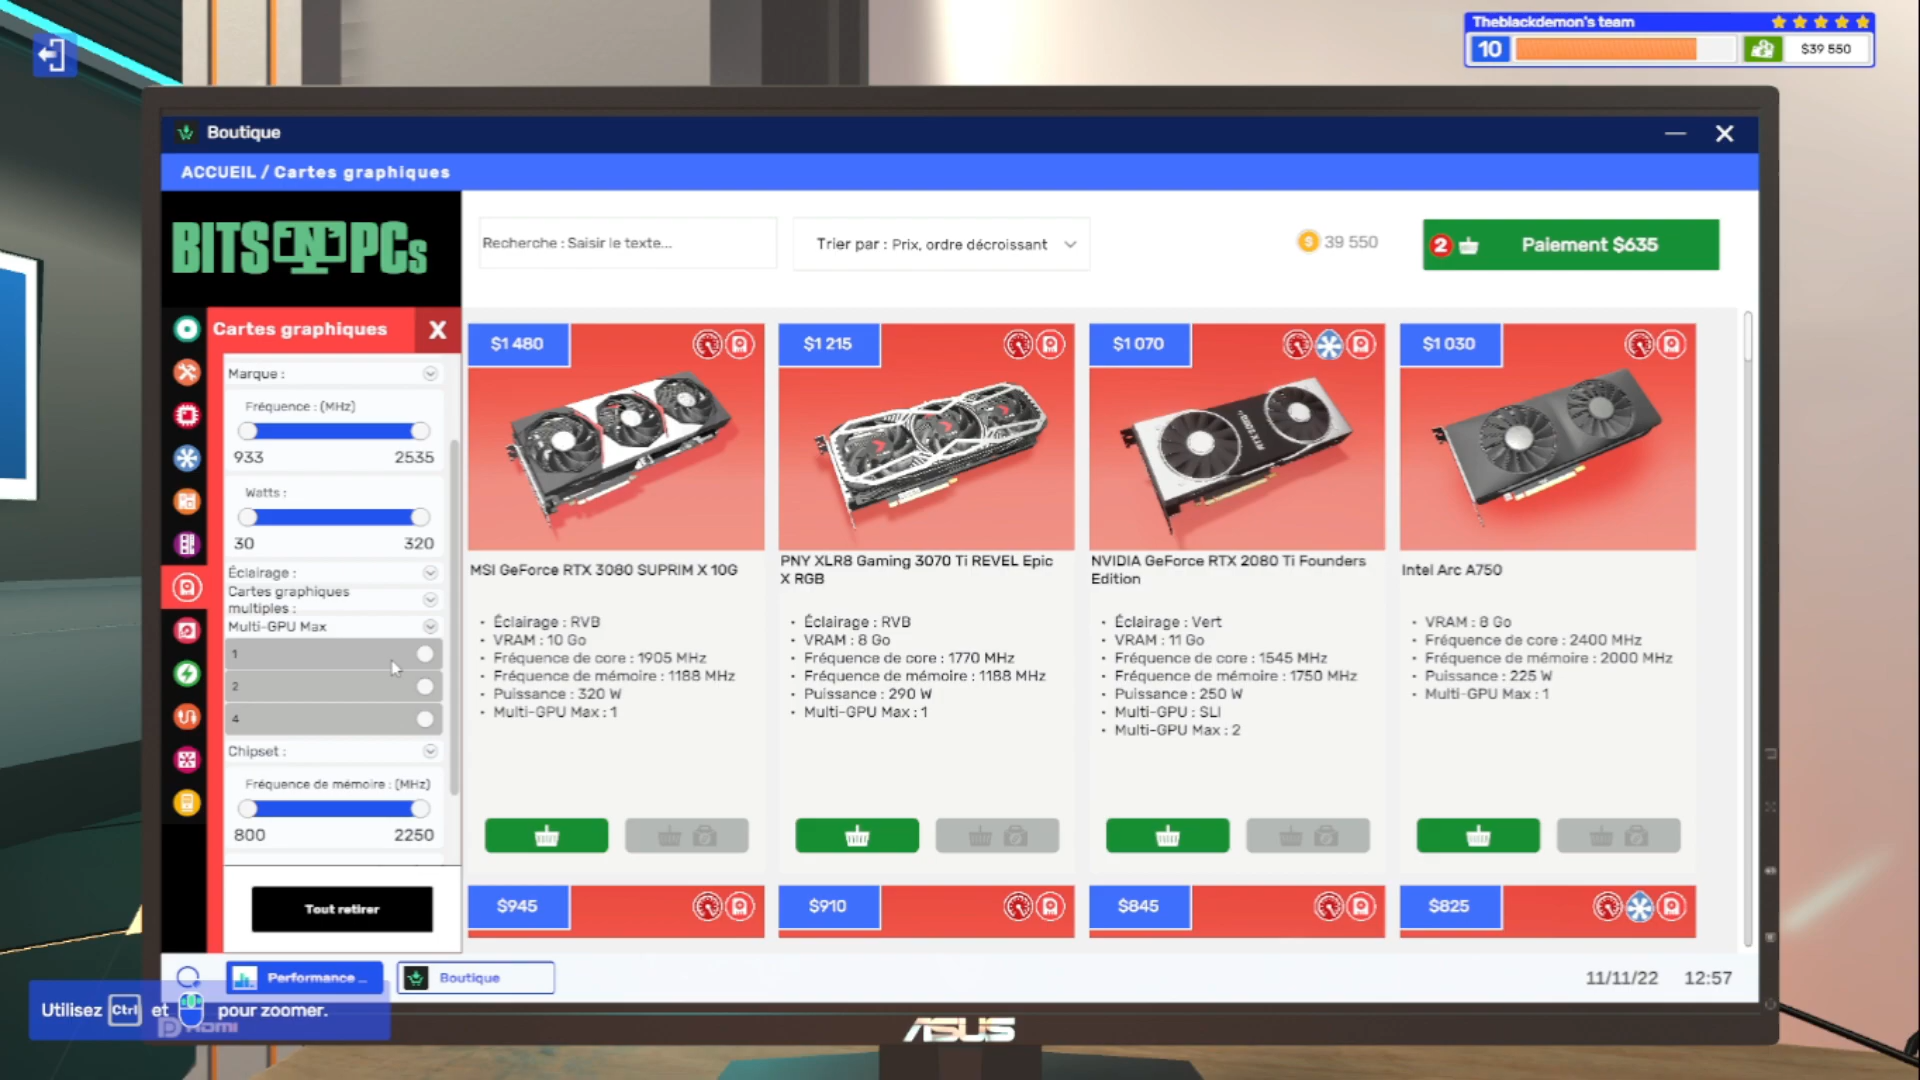 Theblackdemon's team
10
$39 550
Boutique
ACCUEIL / Cartes graphiques
BITS N PCs
Recherche : Saisir le texte...
Trier par : Prix, ordre décroissant
39 550
2
Paiement $635
Cartes graphiques
X
Marque :
Fréquence : (MHz)
933
2535
Watts :
30
320
Éclairage :
Cartes graphiques
multiples :
Multi-GPU Max
1
2
4
Chipset :
Fréquence de mémoire : (MHz)
800
2250
Tout retirer
$1 480
MSI GeForce RTX 3080 SUPRIM X 10G
• Éclairage : RVB
• VRAM : 10 Go
• Fréquence de core : 1905 MHz
• Fréquence de mémoire : 1188 MHz
• Puissance : 320 W
• Multi-GPU Max : 1
$1 215
PNY XLR8 Gaming 3070 Ti REVEL Epic
X RGB
• Éclairage : RVB
• VRAM : 8 Go
• Fréquence de core : 1770 MHz
• Fréquence de mémoire : 1188 MHz
• Puissance : 290 W
• Multi-GPU Max : 1
$1 070
NVIDIA GeForce RTX 2080 Ti Founders
Edition
• Éclairage : Vert
• VRAM : 11 Go
• Fréquence de core : 1545 MHz
• Fréquence de mémoire : 1750 MHz
• Puissance : 250 W
• Multi-GPU : SLI
• Multi-GPU Max : 2
$1 030
Intel Arc A750
• VRAM : 8 Go
• Fréquence de core : 2400 MHz
• Fréquence de mémoire : 2000 MHz
• Puissance : 225 W
• Multi-GPU Max : 1
$945
$910
$845
$825
Performance ...
Boutique
11/11/22
12:57
Utilisez Ctrl et pour zoomer.
HDMI
ASUS